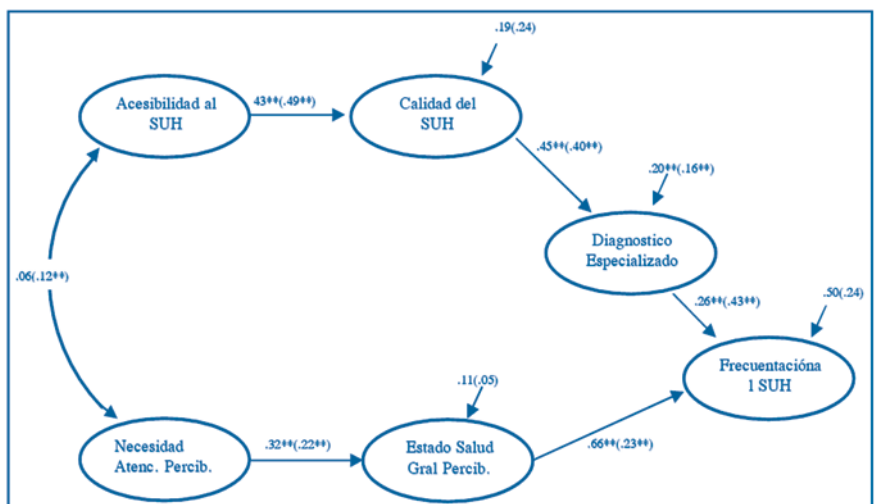 .19(.24)
Acesibilidad al
SUH
43**(.49**)
Calidad del
SUH
.45**(.40**)
.20**(.16**)
Diagnostico
Especializado
.06(.12**)
.26**(.43**)
.50(.24)
Frecuentacióna
l SUH
.11(.05)
Necesidad
Atenc. Percib.
.32**(.22**)
Estado Salud
Gral Percib.
.66**(.23**)